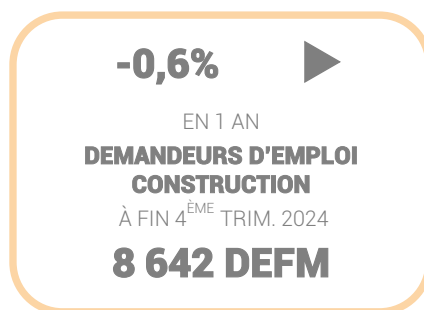 -0,6%
EN 1 AN
DEMANDEURS D'EMPLOI
CONSTRUCTION
À FIN 4ÈME TRIM. 2024
8 642 DEFM